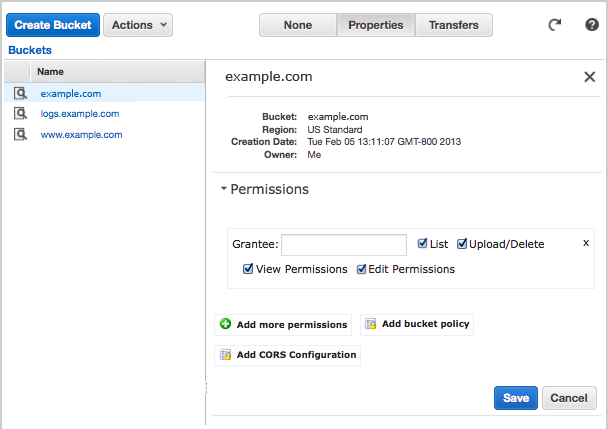 Create Bucket Actions None Properties Transfers ?
Buckets
Name
example.com
logs.example.com
www.example.com
example.com
Bucket: example.com
Region: US Standard
Creation Date: Tue Feb 05 13:11:07 GMT-800 2013
Owner: Me
Permissions
Grantee: List Upload/Delete x
View Permissions Edit Permissions
Add more permissions Add bucket policy
Add CORS Configuration
Save Cancel